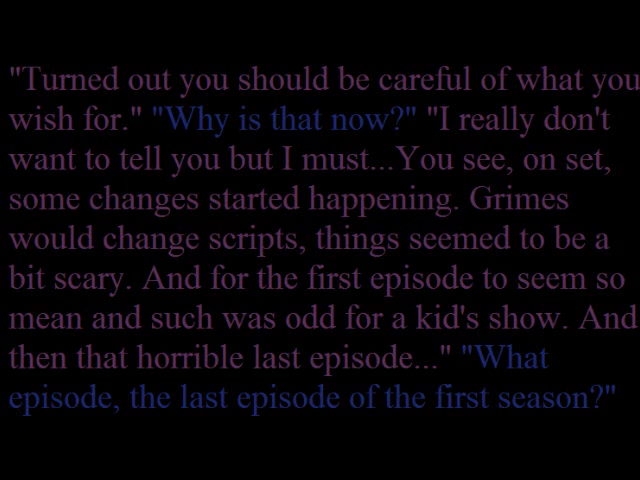 "Turned out you should be careful of what you
wish for." "Why is that now?" "I really don't
want to tell you but I must...You see, on set,
some changes started happening. Grimes
would change scripts, things seemed to be a
bit scary. And for the first episode to seem so
mean and such was odd for a kid's show. And
then that horrible last episode..." "What
episode, the last episode of the first season?"